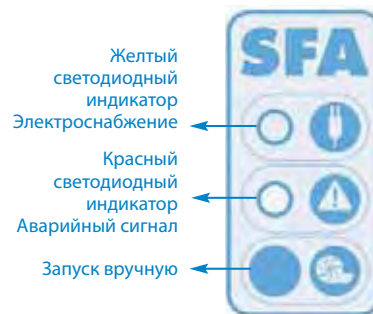 SFA
Желтый
светодиодный
индикатор
Электроснабжение
Красный
светодиодный
индикатор
Аварийный сигнал
Запуск вручную